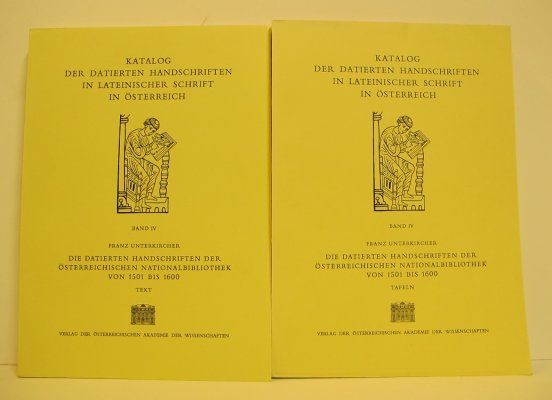 KATALOG
DER DATIERTEN HANDSCHRIFTEN
IN LATEINISCHER SCHRIFT
IN ÖSTERREICH
BAND IV
FRANZ UNTERKIRCHER
DIE DATIERTEN HANDSCHRIFTEN DER
ÖSTERREICHISCHEN NATIONALBIBLIOTHEK
VON 1501 BIS 1600
TEXT
VERLAG DER ÖSTERREICHISCHEN AKADEMIE DER WISSENSCHAFTEN
KATALOG
DER DATIERTEN HANDSCHRIFTEN
IN LATEINISCHER SCHRIFT
IN ÖSTERREICH
BAND IV
FRANZ UNTERKIRCHER
DIE DATIERTEN HANDSCHRIFTEN DER
ÖSTERREICHISCHEN NATIONALBIBLIOTHEK
VON 1501 BIS 1600
TAFELN
VERLAG DER ÖSTERREICHISCHEN AKADEMIE DER WISSENSCHAFTEN